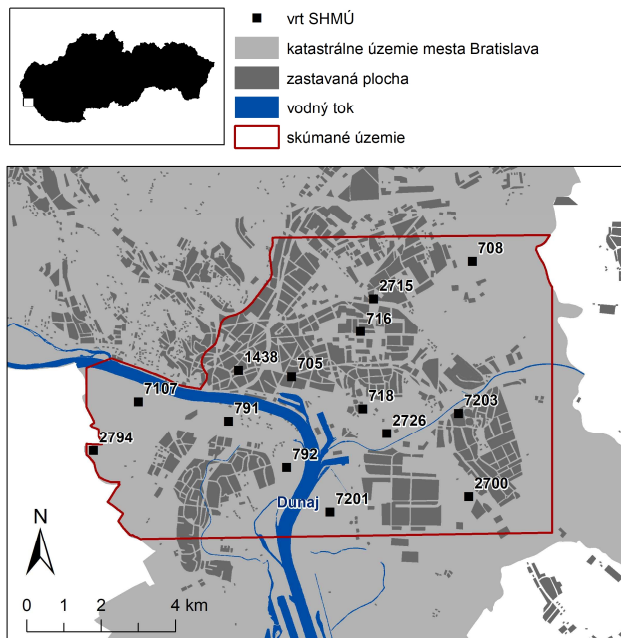 vrt SHMÚ
katastrálne územie mesta Bratislava
zastavaná plocha
vodný tok
skúmané územie
708
2715
716
1438
705
7107
791
718
7203
2726
2794
792
2700
Dunaj
7201
N
0 1 2 4 km